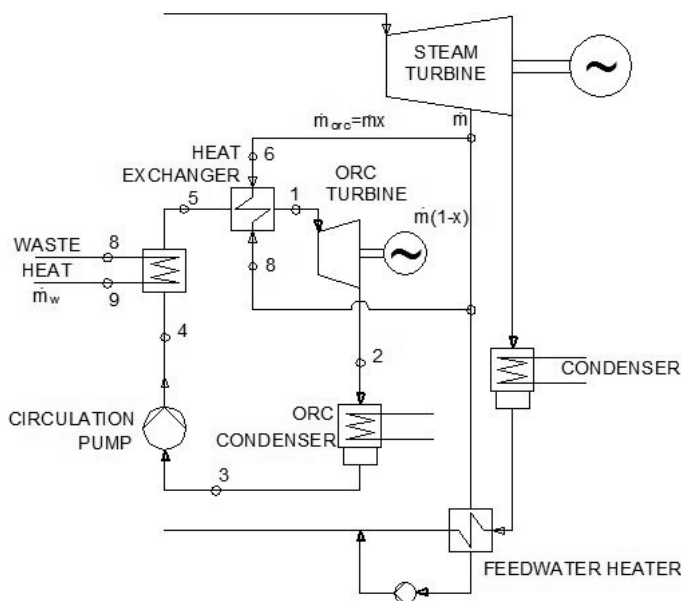 STEAM
TURBINE
~
ṁorc=ṁx
ṁ
HEAT
EXCHANGER
6
ORC
TURBINE
5
1
ṁ(1-x)
~
WASTE
8
HEAT
ṁw
9
8
4
2
CONDENSER
CIRCULATION
PUMP
ORC
CONDENSER
3
FEEDWATER HEATER